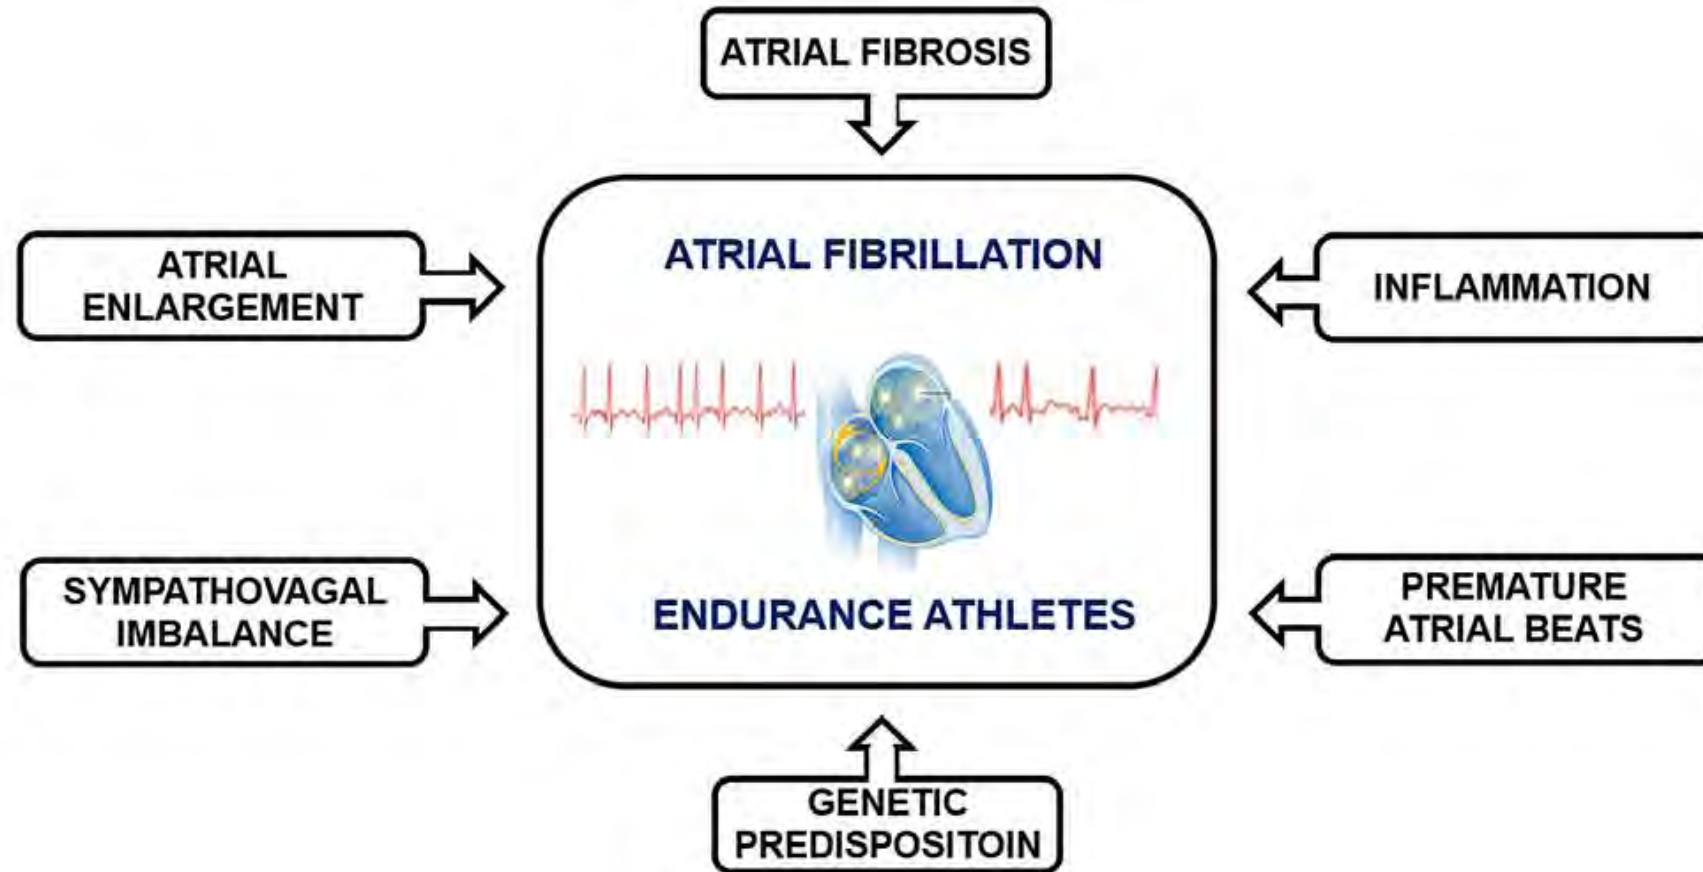 ATRIAL FIBROSIS
ATRIAL FIBRILLATION
ATRIAL
ENLARGEMENT
INFLAMMATION
SYMPATHOVAGAL
IMBALANCE
ENDURANCE ATHLETES
PREMATURE
ATRIAL BEATS
GENETIC
PREDISPOSITOIN